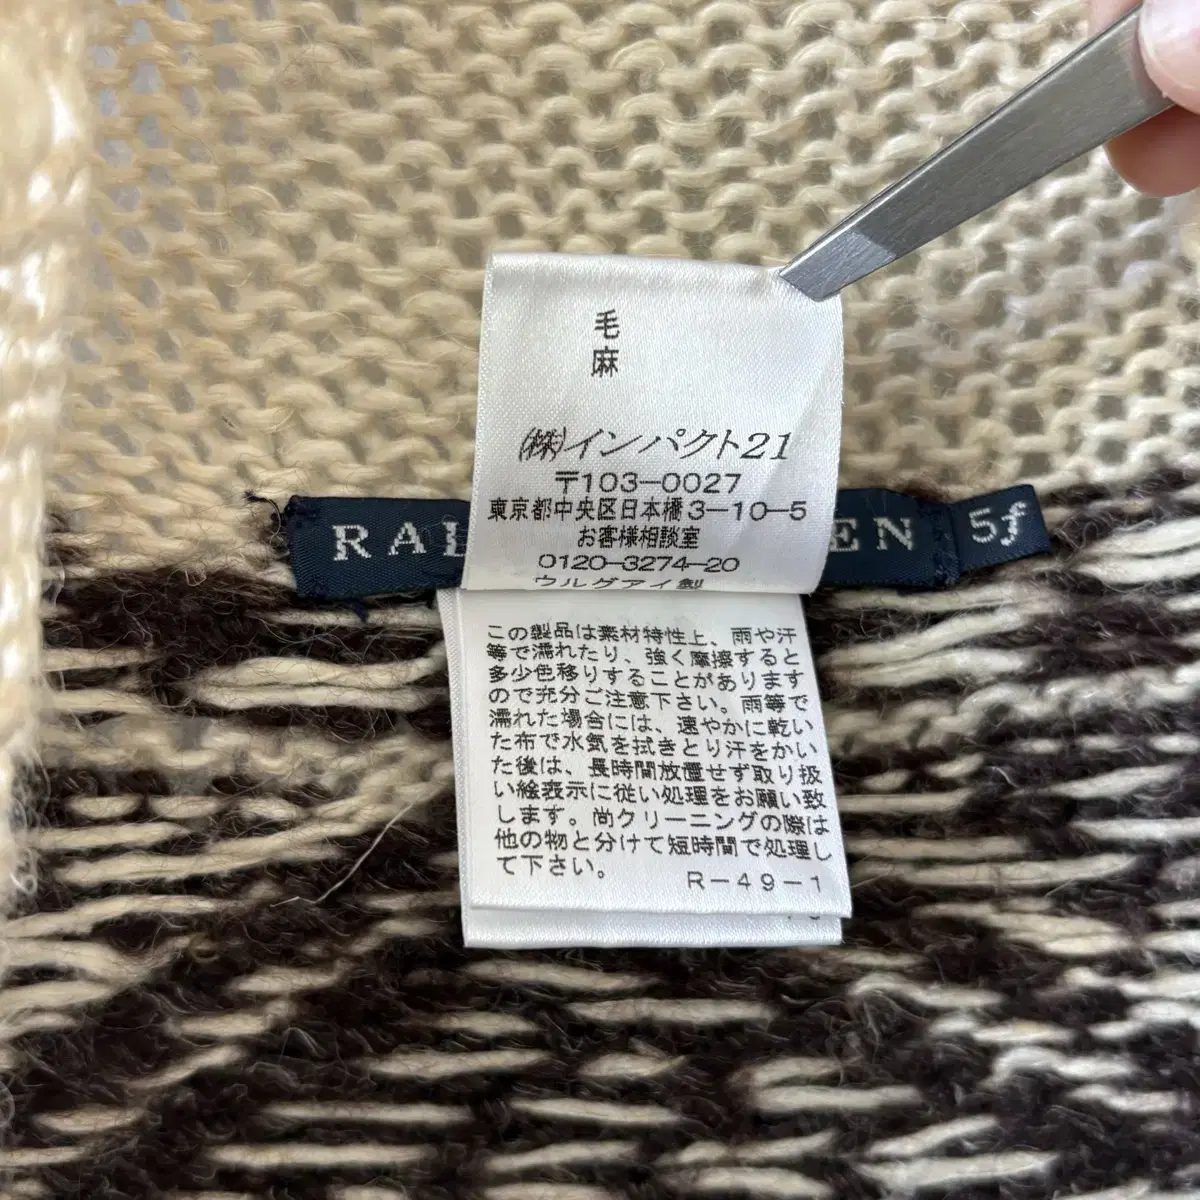 毛
麻
㈱インパクト21
〒103-0027
東京都中央区日本橋3-10-5
お客様相談室
0120-3274-20
ウルグアイ製
RAL EN 5f
この製品は素材特性上、雨や汗
等で濡れたり、強く摩擦すると
多少色移りすることがあります
ので充分ご注意下さい。雨等で
濡れた場合には、速やかに乾い
た布で水気を拭きとり汗をかい
た後は、長時間放置せず取り扱
い絵表示に従い処理をお願い致
します。尚クリーニングの際は
他の物と分けて短時間で処理し
て下さい。
R-49-1